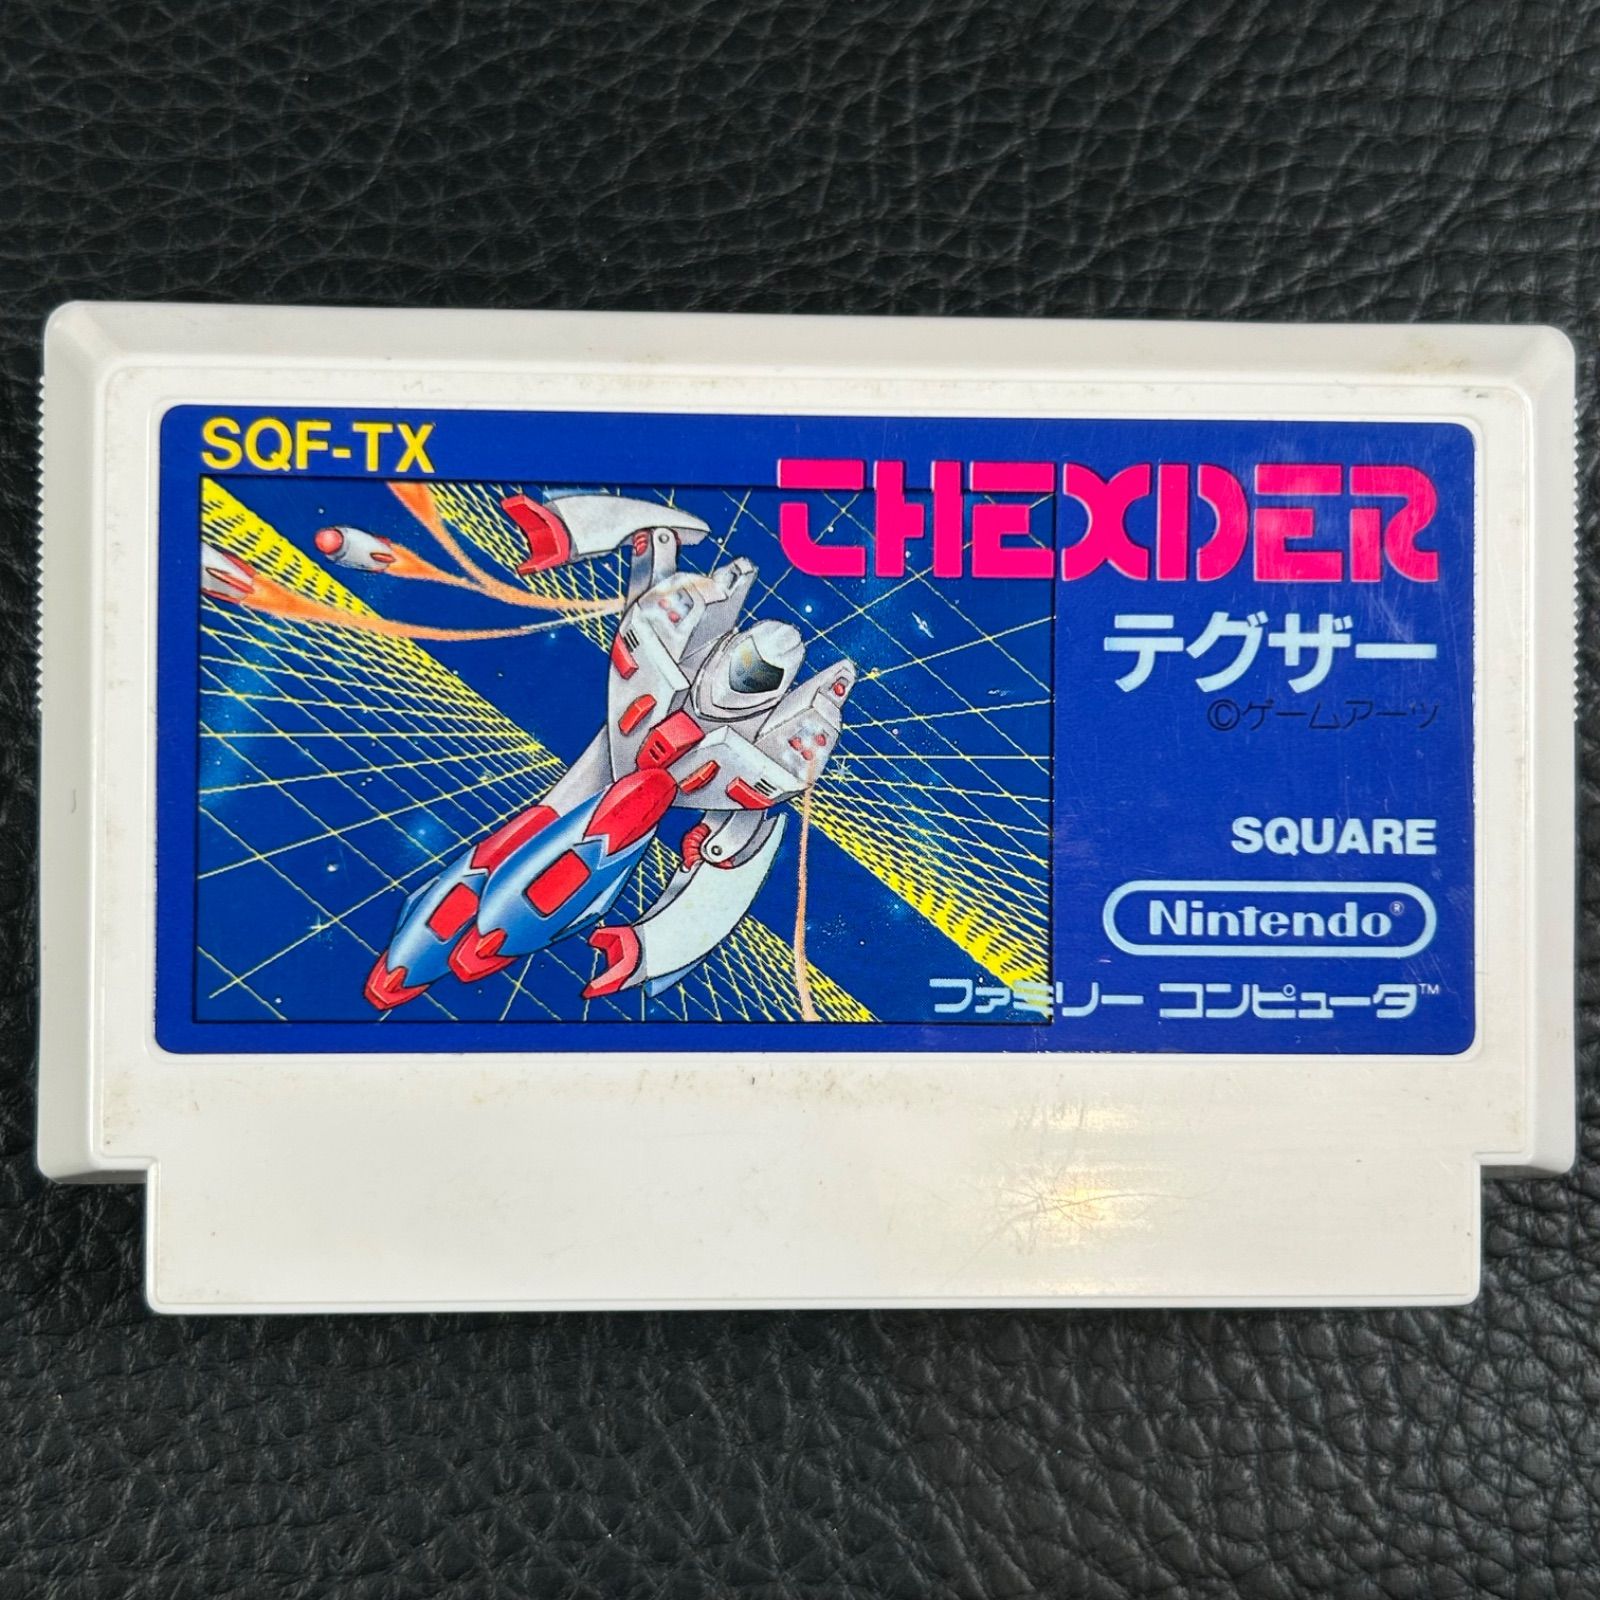 SQF-TX
THEXDER
テグザー
©ゲームアーツ
SQUARE
Nintendo®
ファミリー コンピュータ™